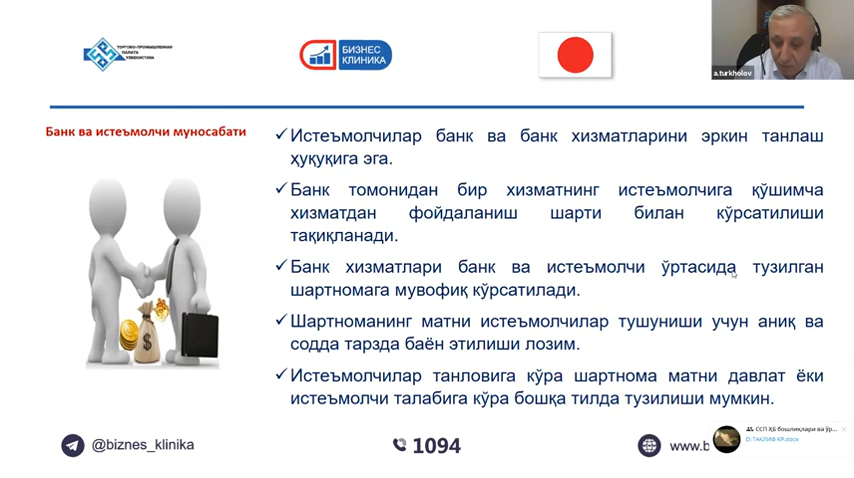 ТОРГОВО-ПРОМЫШЛЕННАЯ
ПАЛАТА
УЗБЕКИСТАНА
БИЗНЕС
КЛИНИКА
a.turkholov
Банк ва истеъмолчи муносабати
✓Истеъмолчилар банк ва банк хизматларини эркин танлаш
ҳуқуқига эга.
✓Банк томонидан бир хизматнинг истеъмолчига қўшимча
хизматдан фойдаланиш шарти билан кўрсатилиши
тақиқланади.
✓Банк хизматлари банк ва истеъмолчи ўртасида тузилган
шартномага мувофиқ кўрсатилади.
✓Шартноманинг матни истеъмолчилар тушуниши учун аниқ ва
содда тарзда баён этилиши лозим.
✓Истеъмолчилар танловига кўра шартнома матни давлат ёки
истеъмолчи талабига кўра бошқа тилда тузилиши мумкин.
$
@biznes_klinika
1094
www.b
ССП ҲБ бошлиқлари ва ўр...
D: ТАКЛИФ КР.docx